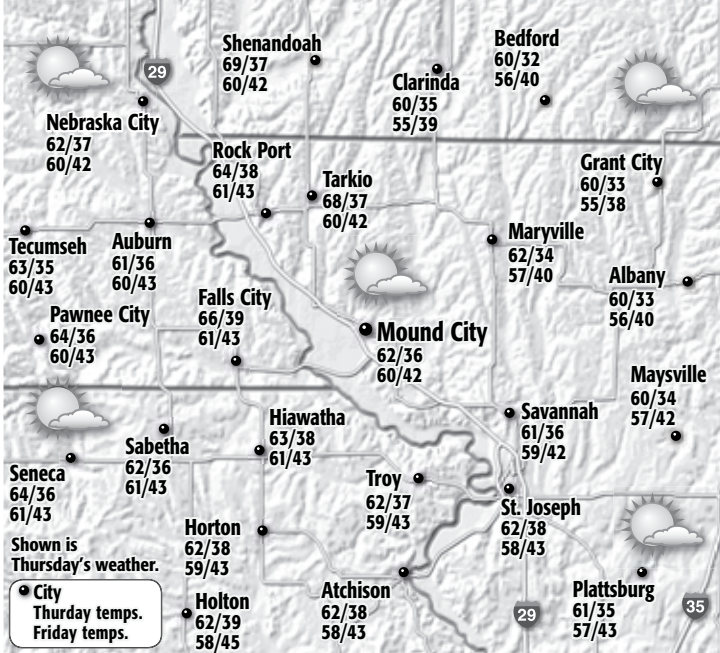 Shenandoah
69/37
60/42
Bedford
60/32
56/40
29
Clarinda
60/35
55/39
Nebraska City
62/37
60/42
Rock Port
64/38
61/43
Tarkio
68/37
60/42
Grant City
60/33
55/38
Tecumseh
63/35
60/43
Auburn
61/36
60/43
Maryville
62/34
57/40
Albany
60/33
56/40
Pawnee City
64/36
60/43
Falls City
66/39
61/43
Mound City
62/36
60/42
Maysville
60/34
57/42
Hiawatha
63/38
61/43
Savannah
61/36
59/42
Sabetha
62/36
61/43
Seneca
64/36
61/43
Troy
62/37
59/43
St. Joseph
62/38
58/43
Horton
62/38
59/43
Shown is
Thursday's weather.
City
Thurday temps.
Friday temps.
Holton
62/39
58/45
Atchison
62/38
58/43
Plattsburg
61/35
57/43
29
35